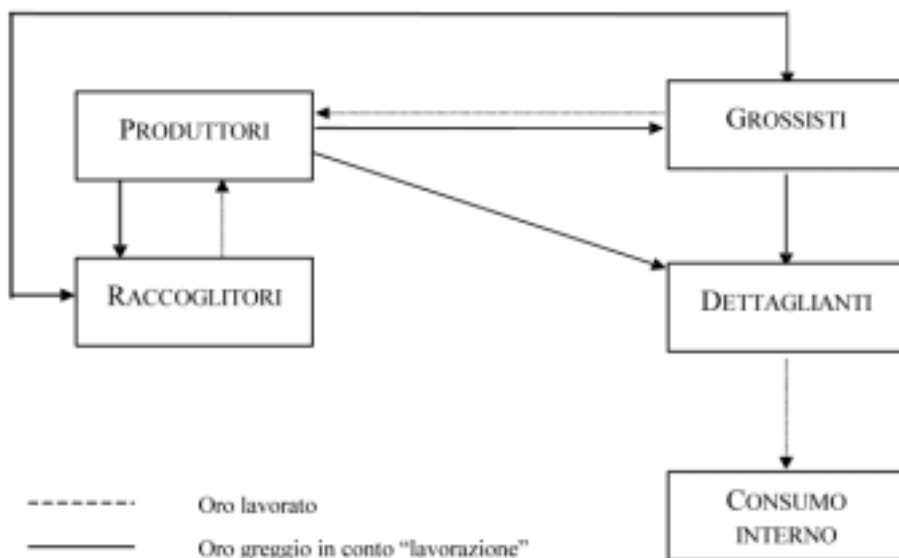 PRODUTTORI
GROSSISTI
RACCOGLITORI
DETTAGLIANTI
CONSUMO
INTERNO
Oro lavorato
Oro greggio in conto “lavorazione”